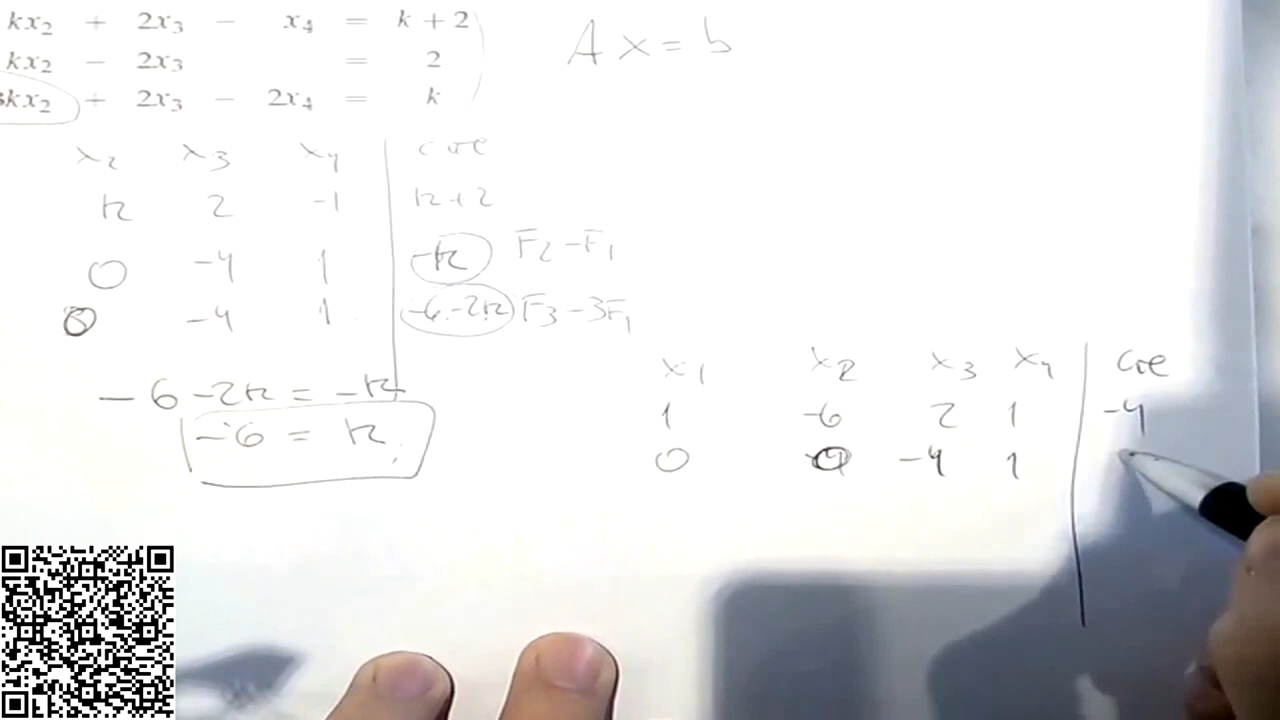 kx₂ + 2x₃ − x₄ = k + 2
kx₂ − 2x₃ = 2
3kx₂ + 2x₃ − 2x₄ = k
A x = b
x₂ x₃ x₄ | cte
k 2 -1 | k+2
0 -4 1 | -k F₂ - F₁
0 -4 1 | -6-2k F₃ - 3F₁
-6-2k = -k
-6 = k
x₁ x₂ x₃ x₄ | cte
1 -6 2 1 | -4
0 0 -4 1 |